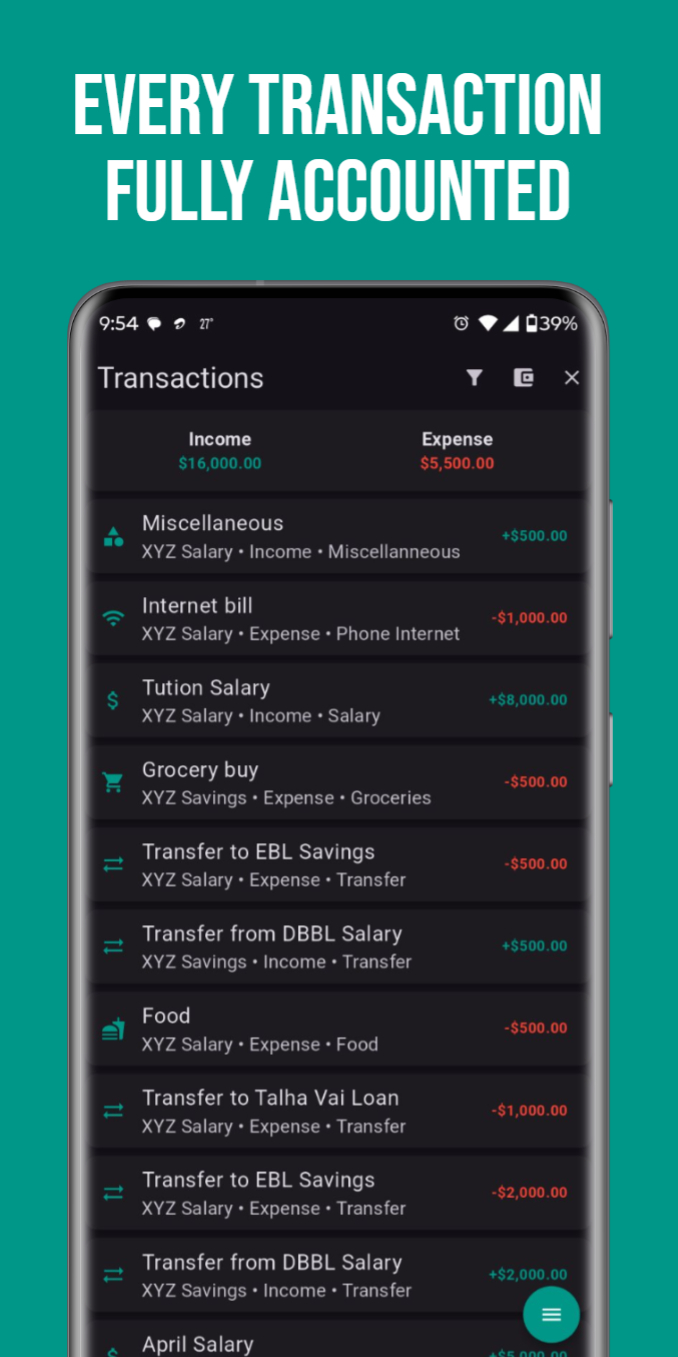 EVERY TRANSACTION
FULLY ACCOUNTED
9:54 27° 39%
Transactions
Income Expense
$16,000.00 $5,500.00
Miscellaneous
+$500.00
XYZ Salary • Income • Miscellanneous
Internet bill
-$1,000.00
XYZ Salary • Expense • Phone Internet
Tution Salary
+$8,000.00
XYZ Salary • Income • Salary
Grocery buy
-$500.00
XYZ Savings • Expense • Groceries
Transfer to EBL Savings
-$500.00
XYZ Salary • Expense • Transfer
Transfer from DBBL Salary
+$500.00
XYZ Savings • Income • Transfer
Food
-$500.00
XYZ Salary • Expense • Food
Transfer to Talha Vai Loan
-$1,000.00
XYZ Salary • Expense • Transfer
Transfer to EBL Savings
-$2,000.00
XYZ Salary • Expense • Transfer
Transfer from DBBL Salary
+$2,000.00
XYZ Savings • Income • Transfer
April Salary
+$5,000.00